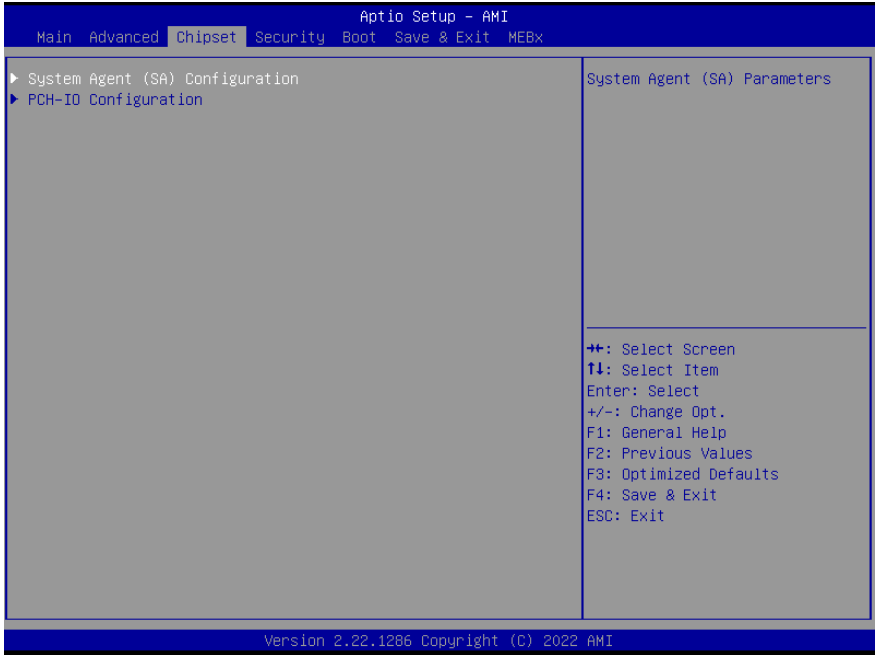 Aptio Setup – AMI
Main Advanced Chipset Security Boot Save & Exit MEBx
▶ System Agent (SA) Configuration
▶ PCH-IO Configuration
System Agent (SA) Parameters
→←: Select Screen
↑↓: Select Item
Enter: Select
+/-: Change Opt.
F1: General Help
F2: Previous Values
F3: Optimized Defaults
F4: Save & Exit
ESC: Exit
Version 2.22.1286 Copyright (C) 2022 AMI